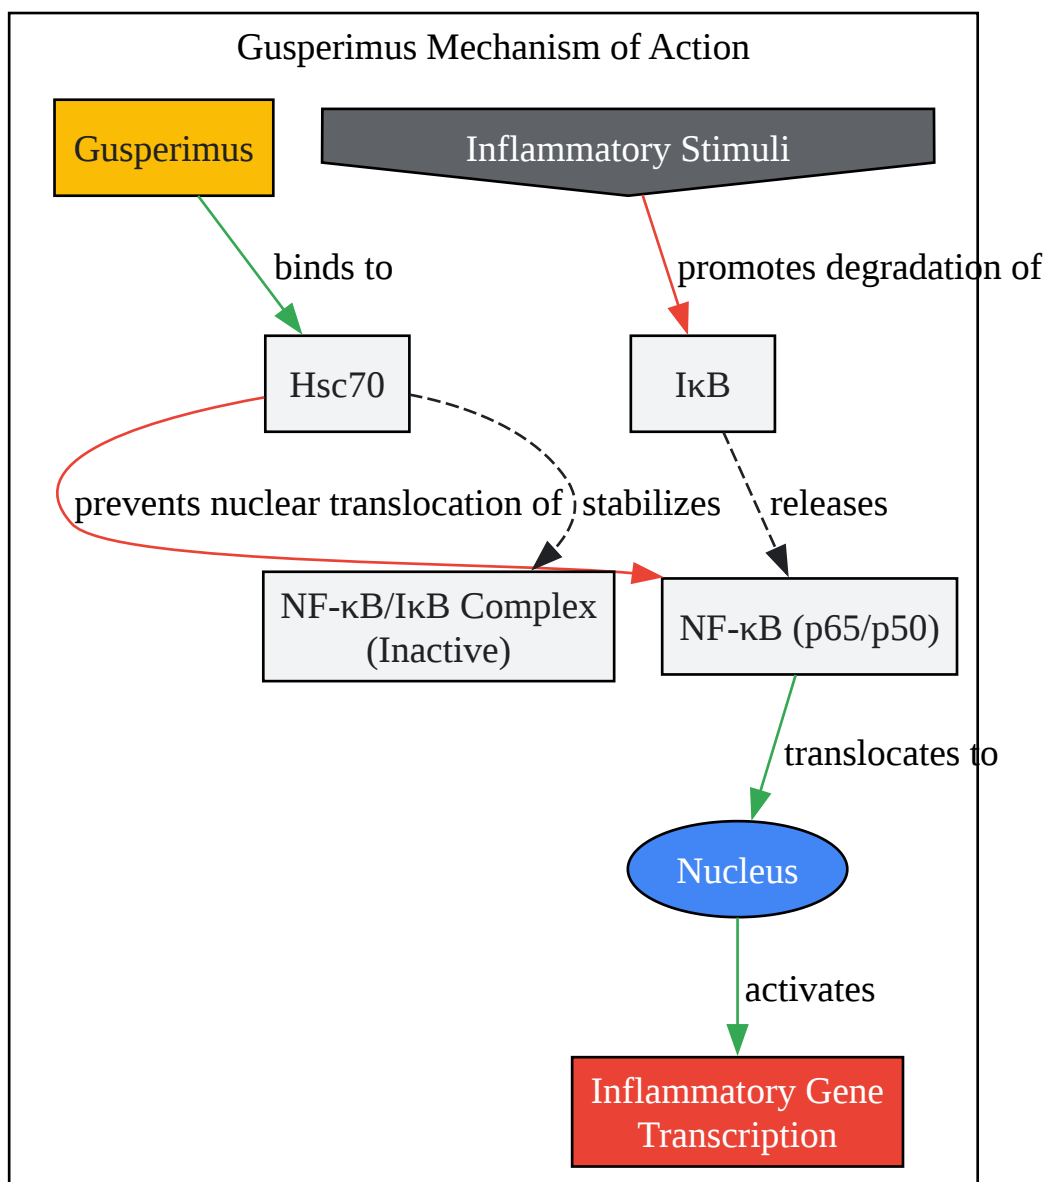 Gusperimus Mechanism of Action
Gusperimus
Inflammatory Stimuli
binds to
promotes degradation of
Hsc70
IκB
prevents nuclear translocation of
stabilizes
releases
NF-κB/IκB Complex
(Inactive)
NF-κB (p65/p50)
translocates to
Nucleus
activates
Inflammatory Gene
Transcription